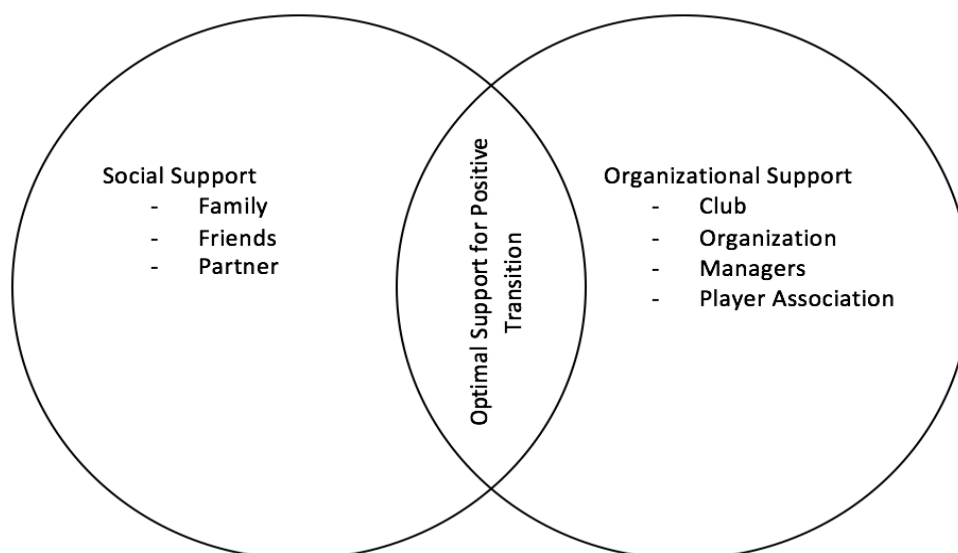 Social Support
- Family
- Friends
- Partner
Optimal Support for Positive
Transition
Organizational Support
- Club
- Organization
- Managers
- Player Association